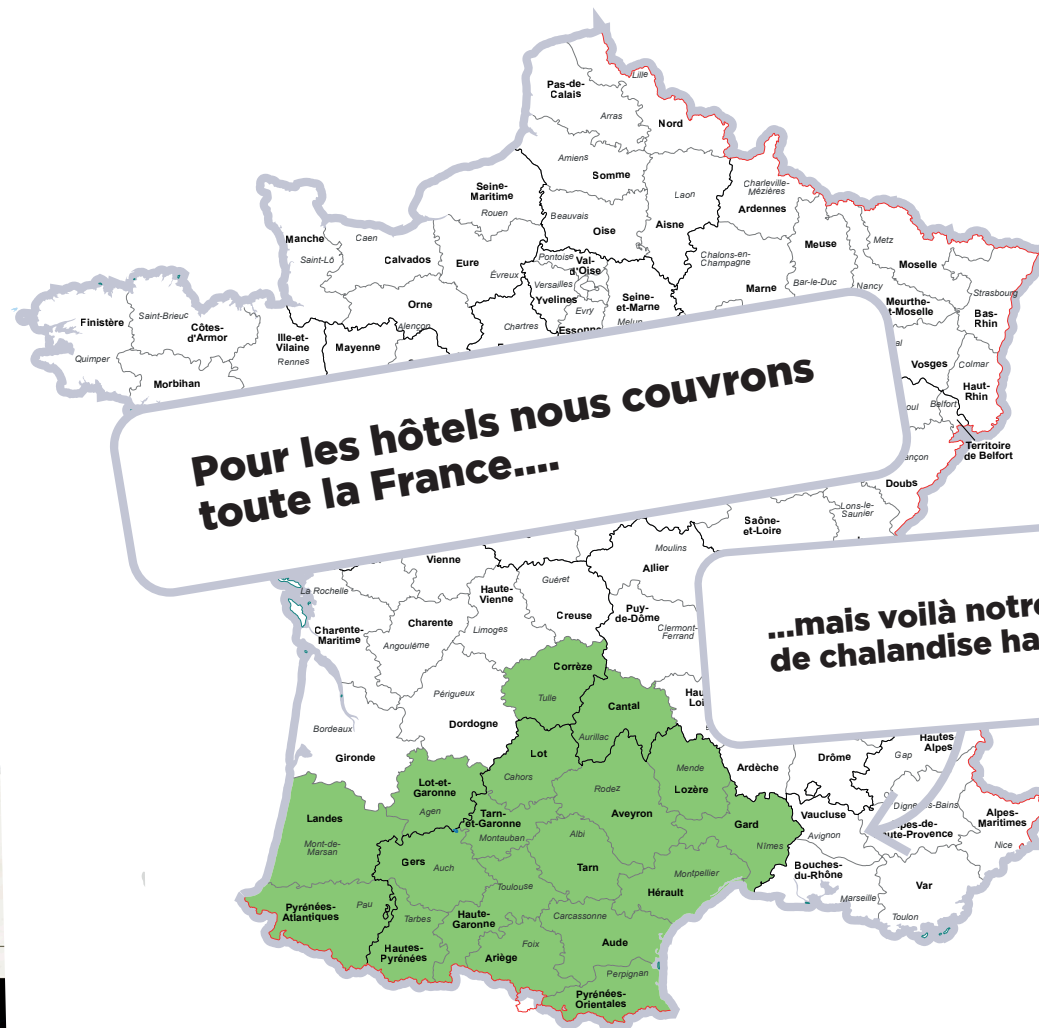 Lille
Pas-de-
Calais
Arras
Nord
Amiens
Somme
Laon
Charleville-
Mézières
Ardennes
Seine-
Maritime
Rouen
Beauvais
Oise
Aisne
Manche
Caen
Saint-Lô
Calvados
Eure
Évreux
Pontoise
Val-
d'Oise
Versailles
Yvelines
Evry
Essonne
Seine-
et-Marne
Melun
Chalons-en-
Champagne
Marne
Meuse
Bar-le-Duc
Metz
Moselle
Nancy
Meurthe-
t-Moselle
Strasbourg
Bas-
Rhin
Orne
Alençon
Chartres
Finistère
Saint-Brieuc
Côtes-
d'Armor
Quimper
Morbihan
Ille-et-
Vilaine
Rennes
Mayenne
Vosges
Colmar
Haut-
Rhin
Belfort
Territoire
de Belfort
Doubs
Pour les hôtels nous couvrons
toute la France....
Lons-le-
Saunier
Saône-
et-Loire
Moulins
Allier
Vienne
Guéret
Haute-
Vienne
Creuse
La Rochelle
Charente-
Maritime
Charente
Angoulême
Limoges
Puy-
de-Dôme
Clermont-
Ferrand
...mais voilà notre
de chalandise ha
Corrèze
Tulle
Périgueux
Dordogne
Cantal
Aurillac
Hau
Loi
Bordeaux
Gironde
Lot
Cahors
Lot-et-
Garonne
Agen
Mende
Lozère
Rodez
Aveyron
Ardèche
Drôme
Hautes
Alpes
Gap
Landes
Mont-de-
Marsan
Tarn-
et-Garonne
Montauban
Albi
Tarn
Gard
Nîmes
Vaucluse
Avignon
Digne-les-Bains
pes-de-
ute-Provence
Alpes-
Maritimes
Nice
Gers
Auch
Toulouse
Montpellier
Hérault
Bouches-
du-Rhône
Marseille
Var
Toulon
Pyrénées-
Atlantiques
Pau
Tarbes
Hautes-
Pyrénées
Haute-
Garonne
Carcassonne
Foix
Ariège
Aude
Perpignan
Pyrénées-
Orientales